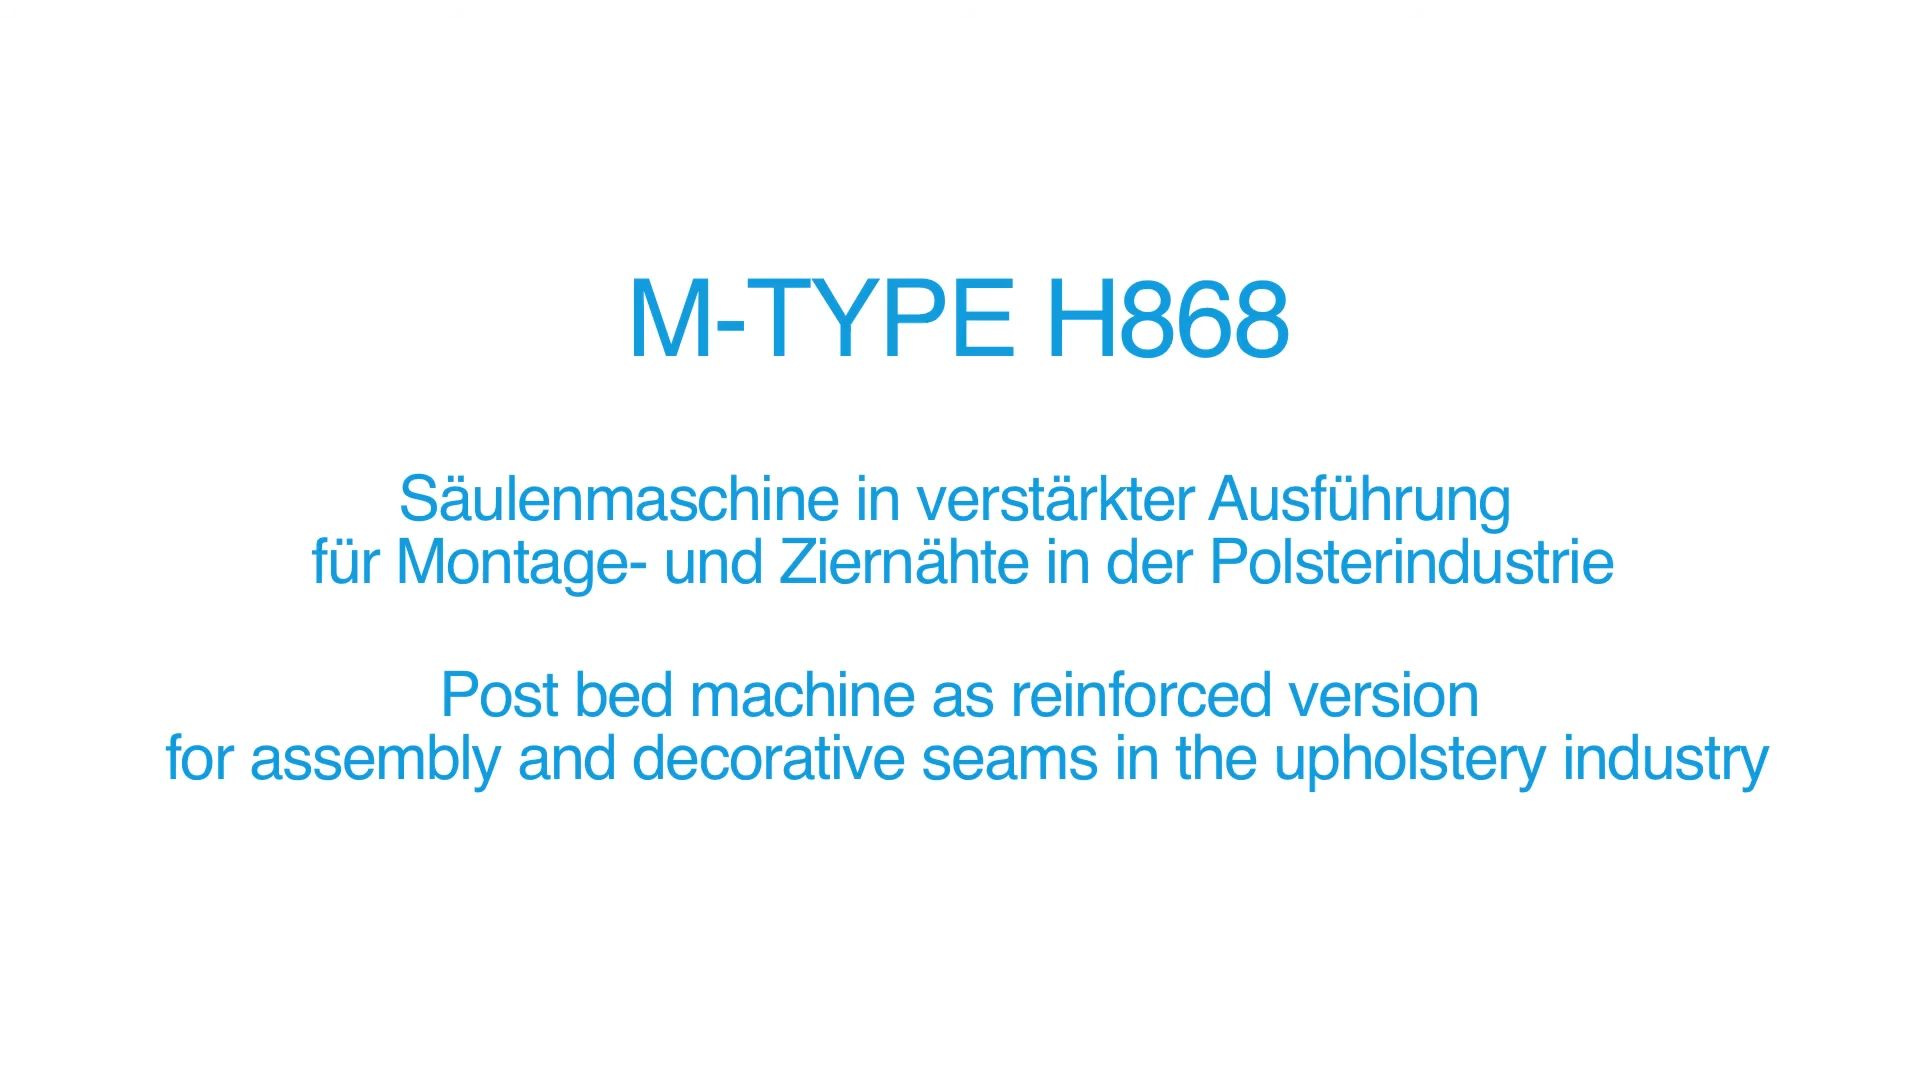 M-TYPE H868
Säulenmaschine in verstärkter Ausführung
für Montage- und Ziernähte in der Polsterindustrie
Post bed machine as reinforced version
for assembly and decorative seams in the upholstery industry